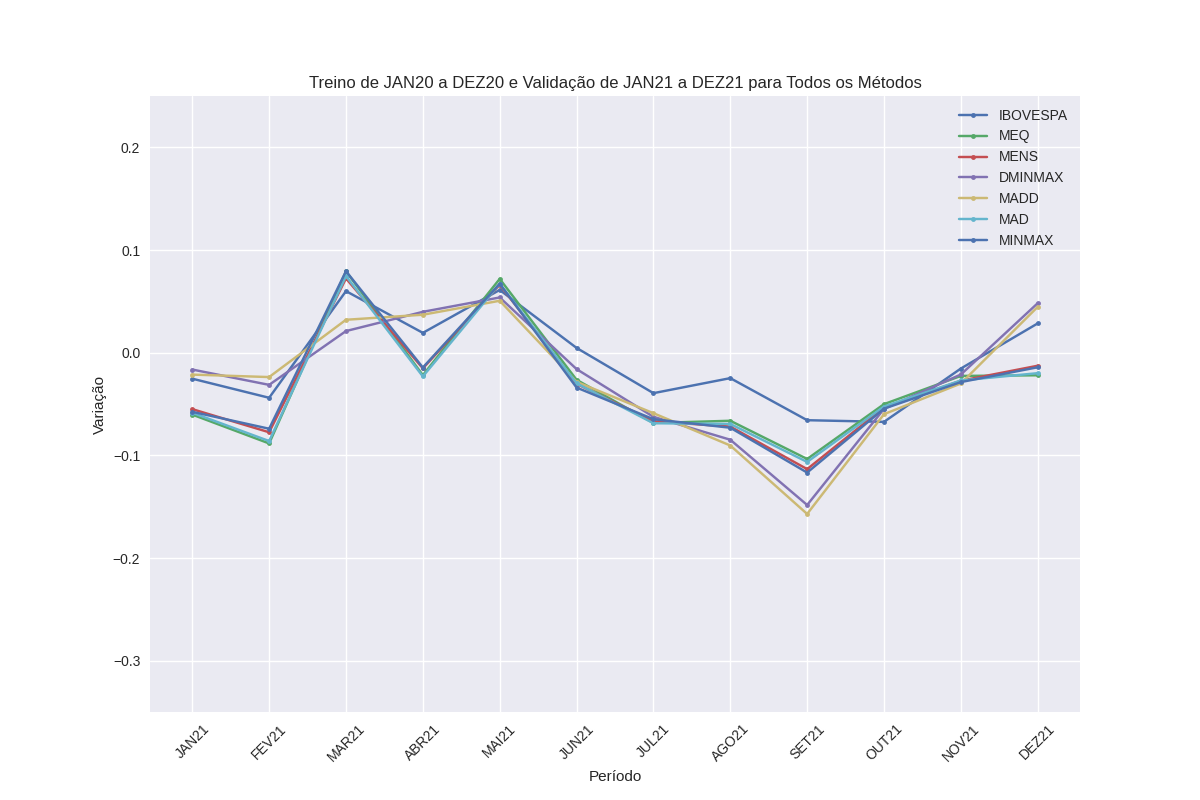 Treino de JAN20 a DEZ20 e Validação de JAN21 a DEZ21 para Todos os Métodos
IBOVESPA
MEQ
MENS
DMINMAX
MADD
MAD
MINMAX
0.2
0.1
0.0
−0.1
−0.2
−0.3
Variação
JAN21
FEV21
MAR21
ABR21
MAI21
JUN21
JUL21
AGO21
SET21
OUT21
NOV21
DEZ21
Período